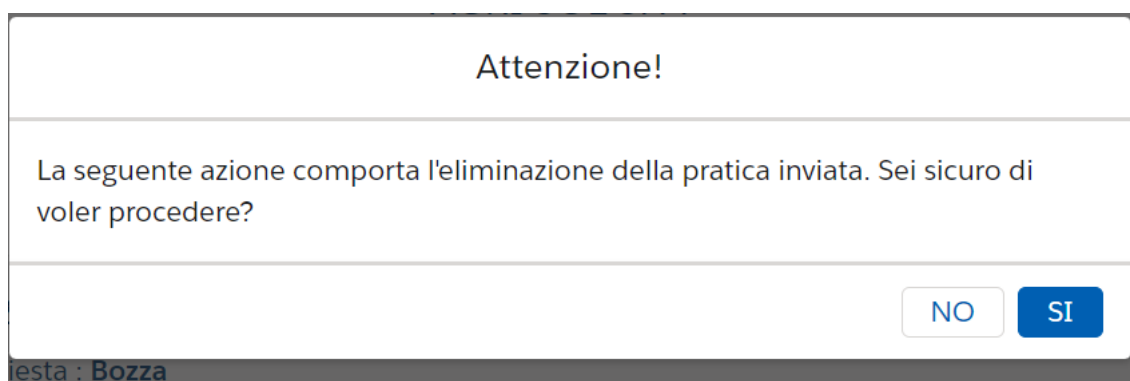 Attenzione!
La seguente azione comporta l'eliminazione della pratica inviata. Sei sicuro di
voler procedere?
NO SI
iesta : Bozza